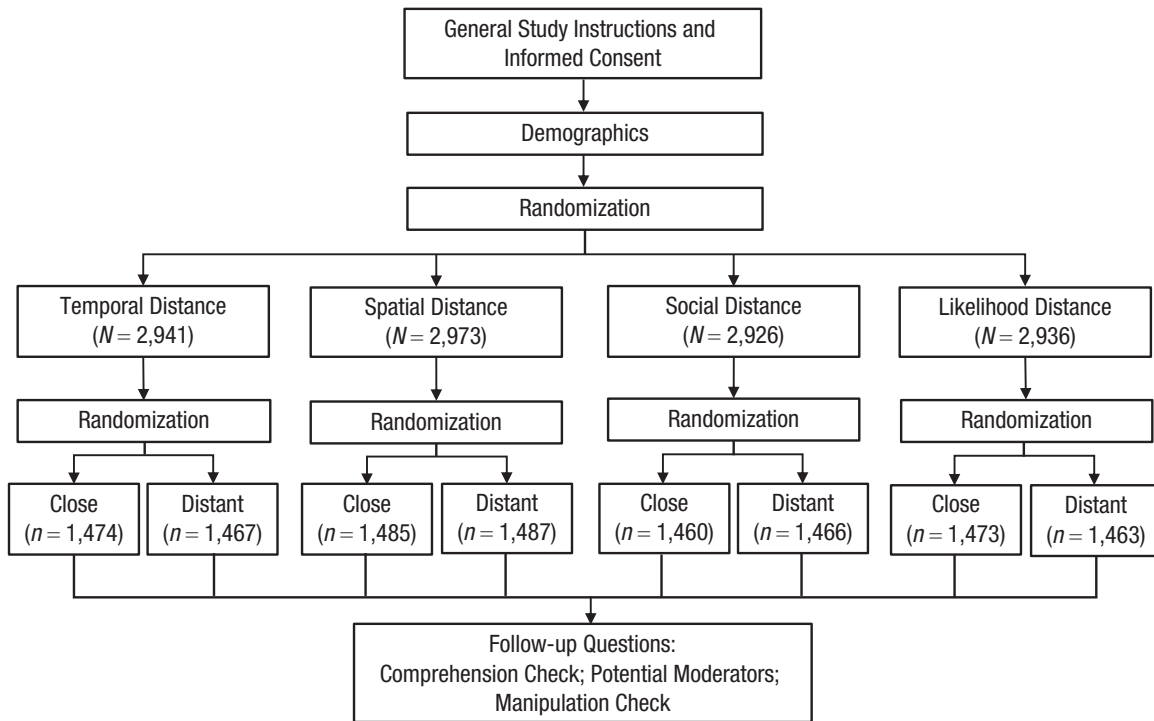 General Study Instructions and
Informed Consent
Demographics
Randomization
Temporal Distance
(N = 2,941)
Spatial Distance
(N = 2,973)
Social Distance
(N = 2,926)
Likelihood Distance
(N = 2,936)
Randomization
Randomization
Randomization
Randomization
Close
(n = 1,474)
Distant
(n = 1,467)
Close
(n = 1,485)
Distant
(n = 1,487)
Close
(n = 1,460)
Distant
(n = 1,466)
Close
(n = 1,473)
Distant
(n = 1,463)
Follow-up Questions:
Comprehension Check; Potential Moderators;
Manipulation Check